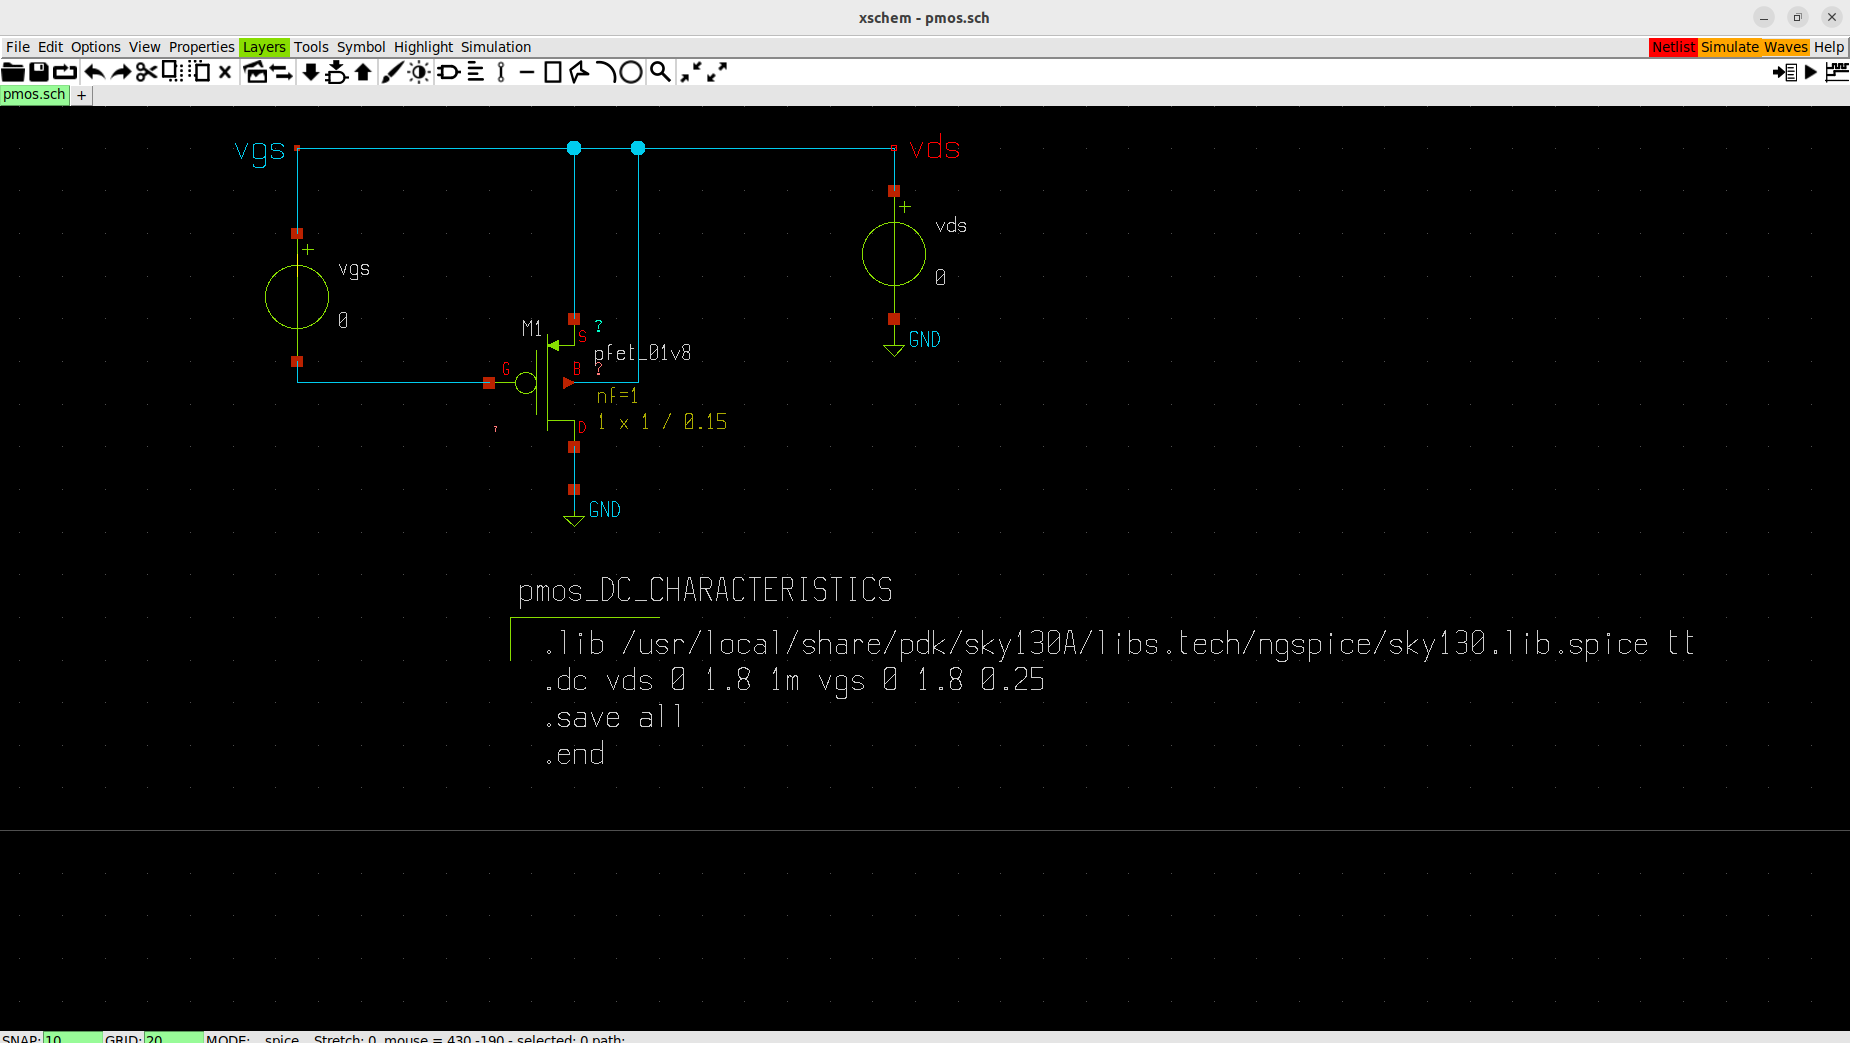 xschem - pmos.sch
File Edit Options View Properties Layers Tools Symbol Highlight Simulation Netlist Simulate Waves Help
pmos.sch +
vgs
vds
+
vds
0
GND
+
vgs
0
M1
S
?
pfet_01v8
G
B
?
nf=1
1 x 1 / 0.15
D
?
GND
pmos_DC_CHARACTERISTICS
.lib /usr/local/share/pdk/sky130A/libs.tech/ngspice/sky130.lib.spice tt
.dc vds 0 1.8 1m vgs 0 1.8 0.25
.save all
.end
SNAP: 10 GRID: 20 MODE: spice Stretch: 0 mouse = 430 -190 - selected: 0 path: